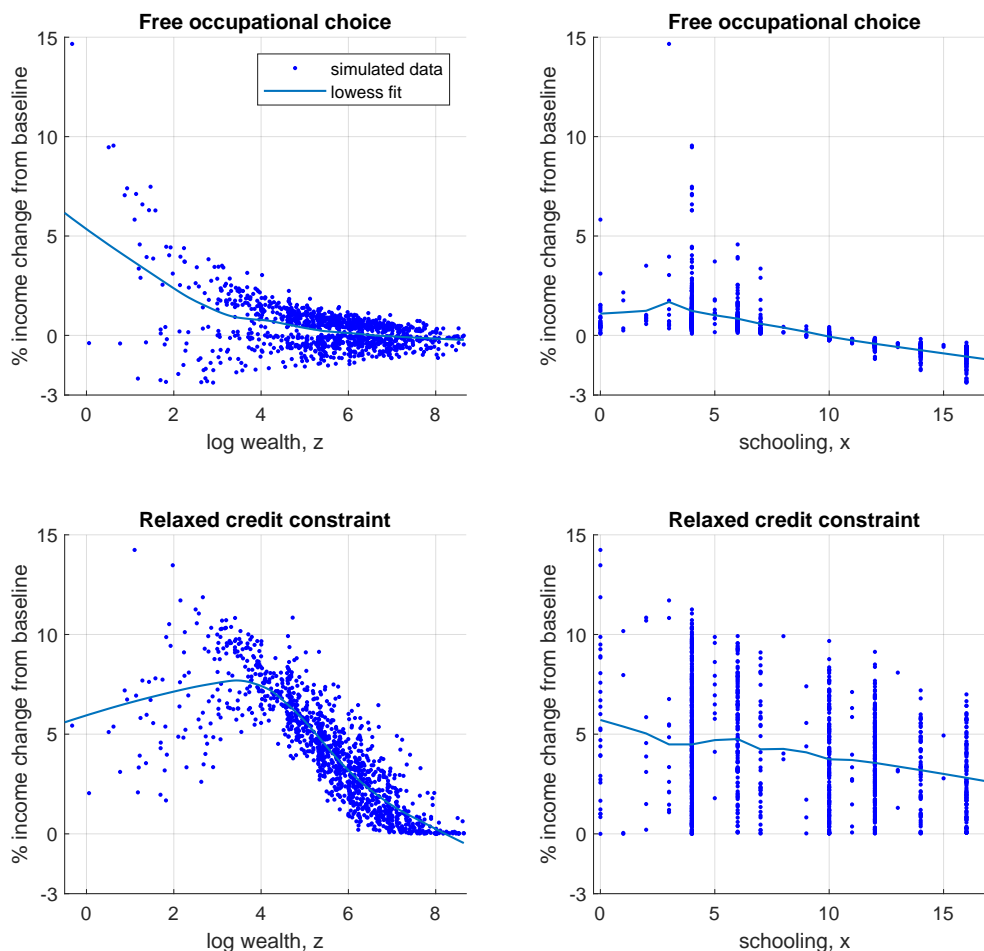 Free occupational choice
15
10
5
0
-3
0
2
4
6
8
% income change from baseline
log wealth, z
simulated data
lowess fit
Free occupational choice
15
10
5
0
-3
0
5
10
15
% income change from baseline
schooling, x
Relaxed credit constraint
15
10
5
0
-3
0
2
4
6
8
% income change from baseline
log wealth, z
Relaxed credit constraint
15
10
5
0
-3
0
5
10
15
% income change from baseline
schooling, x